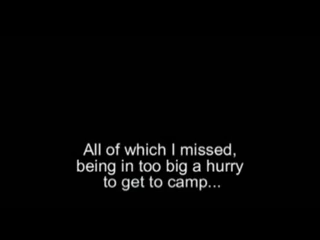 All of which I missed,
being in too big a hurry
to get to camp...